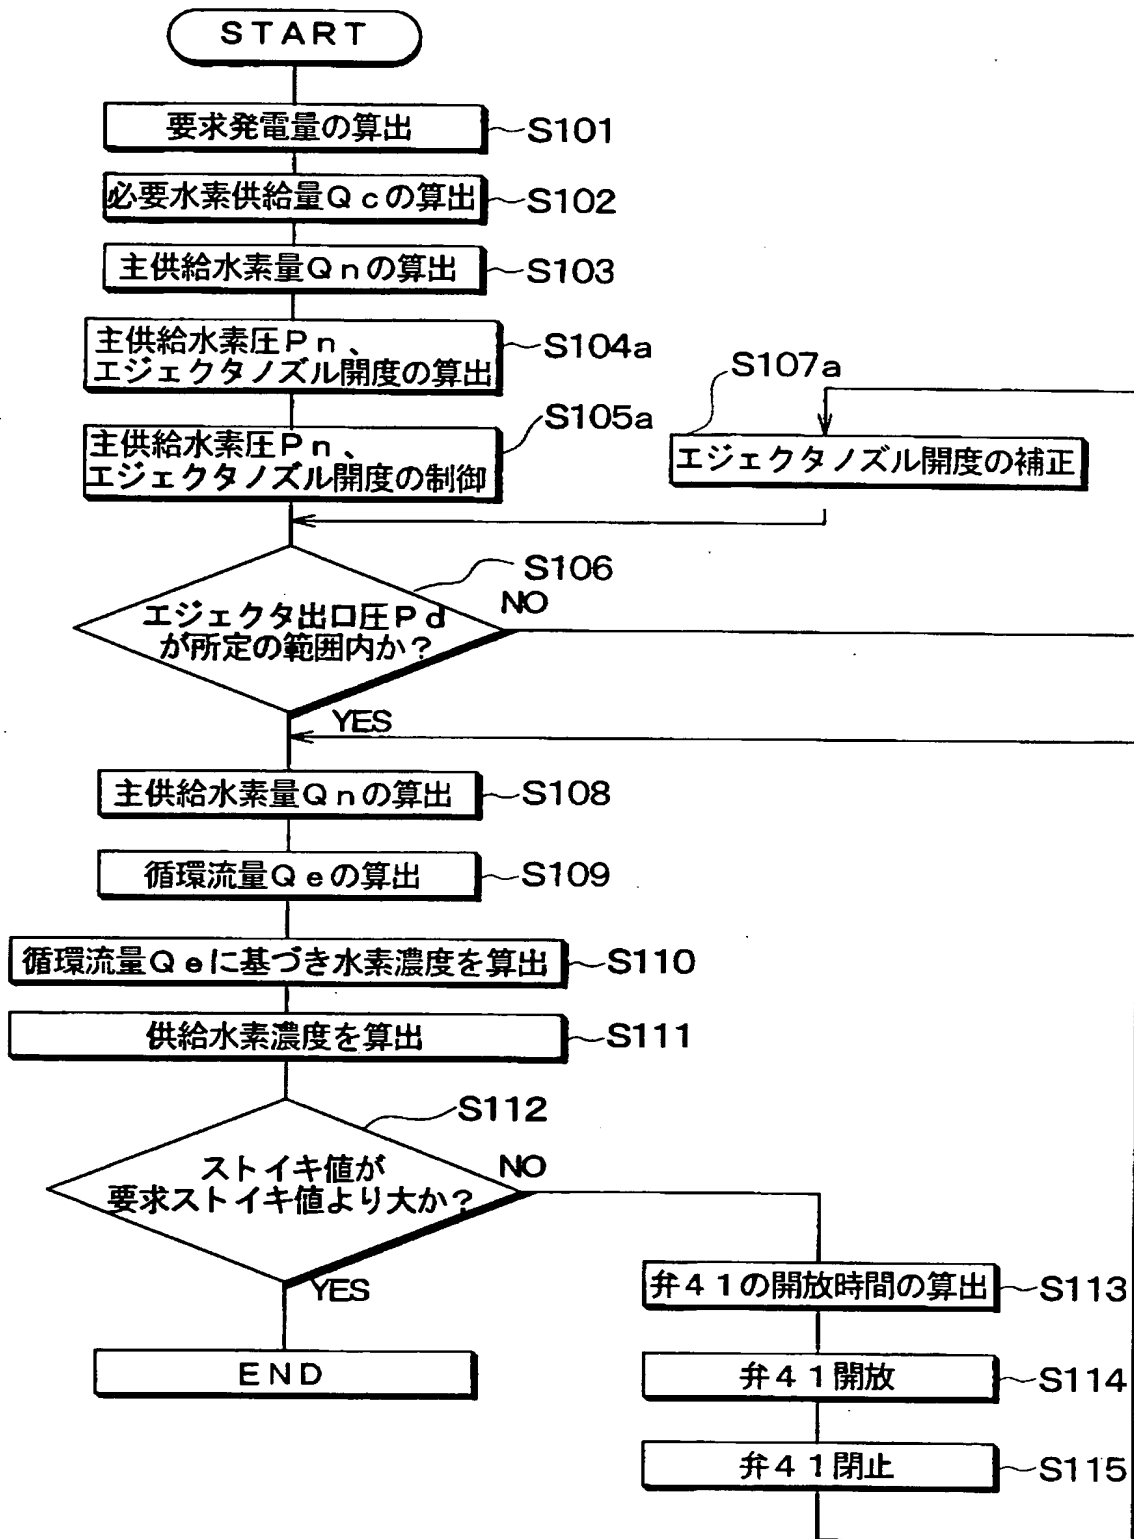 START
要求発電量の算出
S101
必要水素供給量Qcの算出
S102
主供給水素量Qnの算出
S103
主供給水素圧Pn、
エジェクタノズル開度の算出
S104a
主供給水素圧Pn、
エジェクタノズル開度の制御
S105a
S107a
エジェクタノズル開度の補正
S106
エジェクタ出口圧Pd
が所定の範囲内か?
NO
YES
主供給水素量Qnの算出
S108
循環流量Qeの算出
S109
循環流量Qeに基づき水素濃度を算出
S110
供給水素濃度を算出
S111
S112
ストイキ値が
要求ストイキ値より大か?
NO
YES
END
弁41の開放時間の算出
S113
弁41開放
S114
弁41閉止
S115